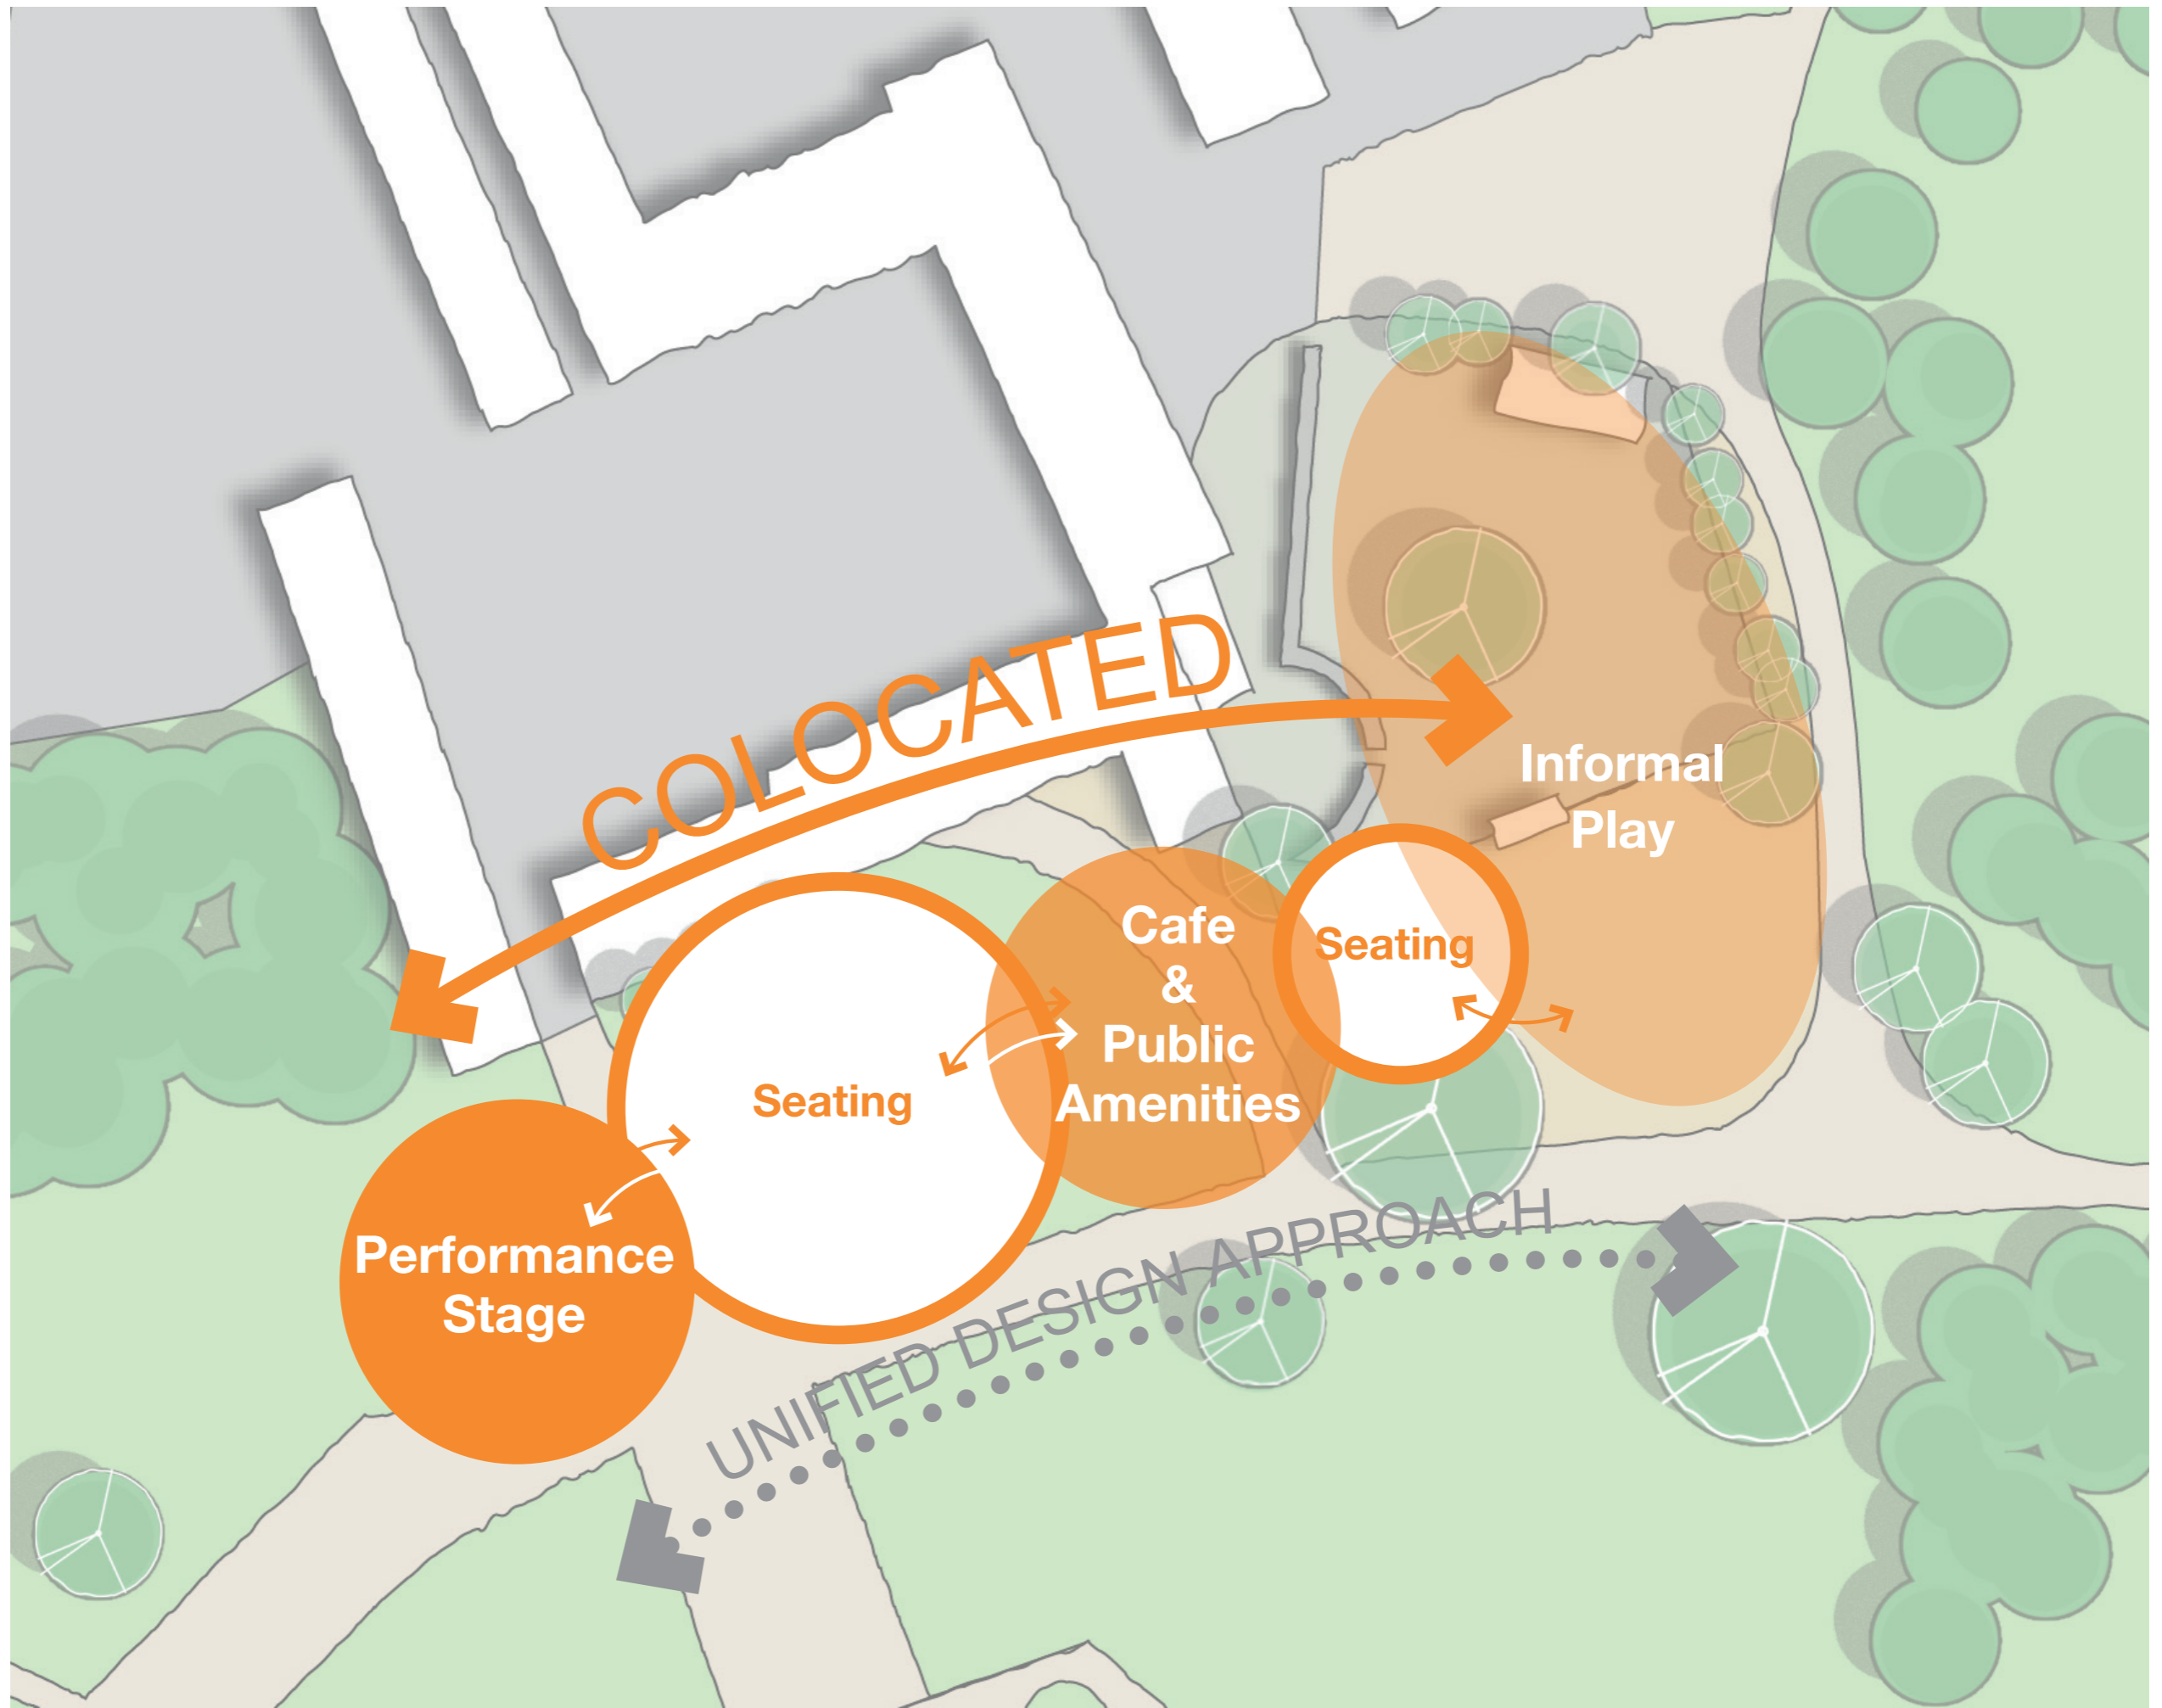 COLOCATED
Informal
Play
Cafe
&
Public
Amenities
Seating
Seating
Performance
Stage
UNIFIED DESIGN APPROACH